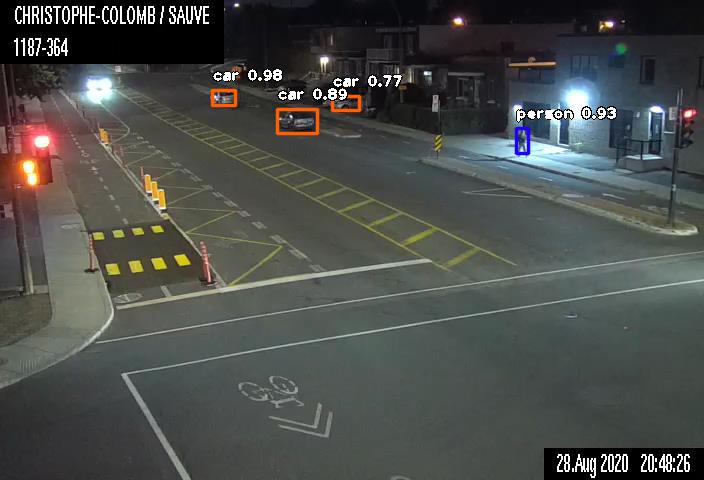 CHRISTOPHE-COLOMB / SAUVE
1187-364
car 0.98
car 0.77
car 0.89
person 0.93
28.Aug 2020 20:48:26